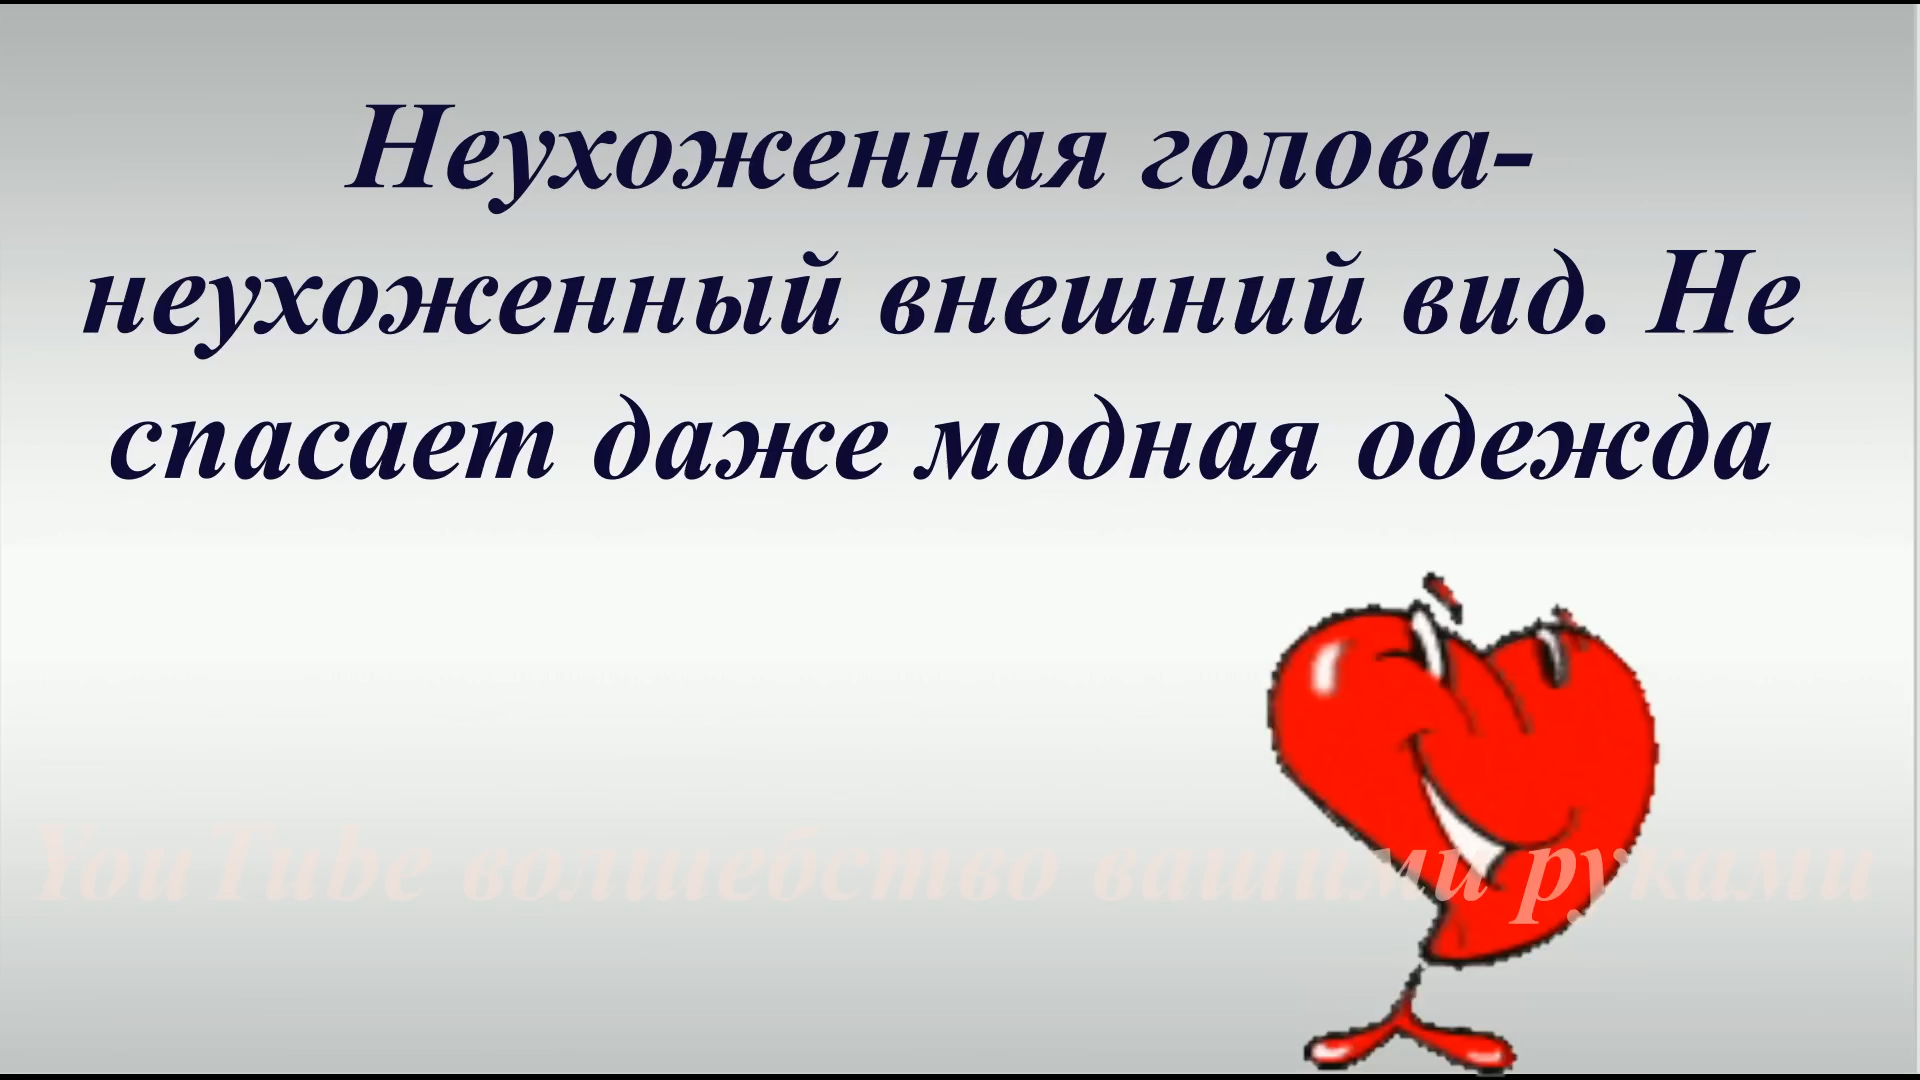 Неухоженная голова-
неухоженный внешний вид. Не
спасает даже модная одежда
YouTube волшебство вашими руками